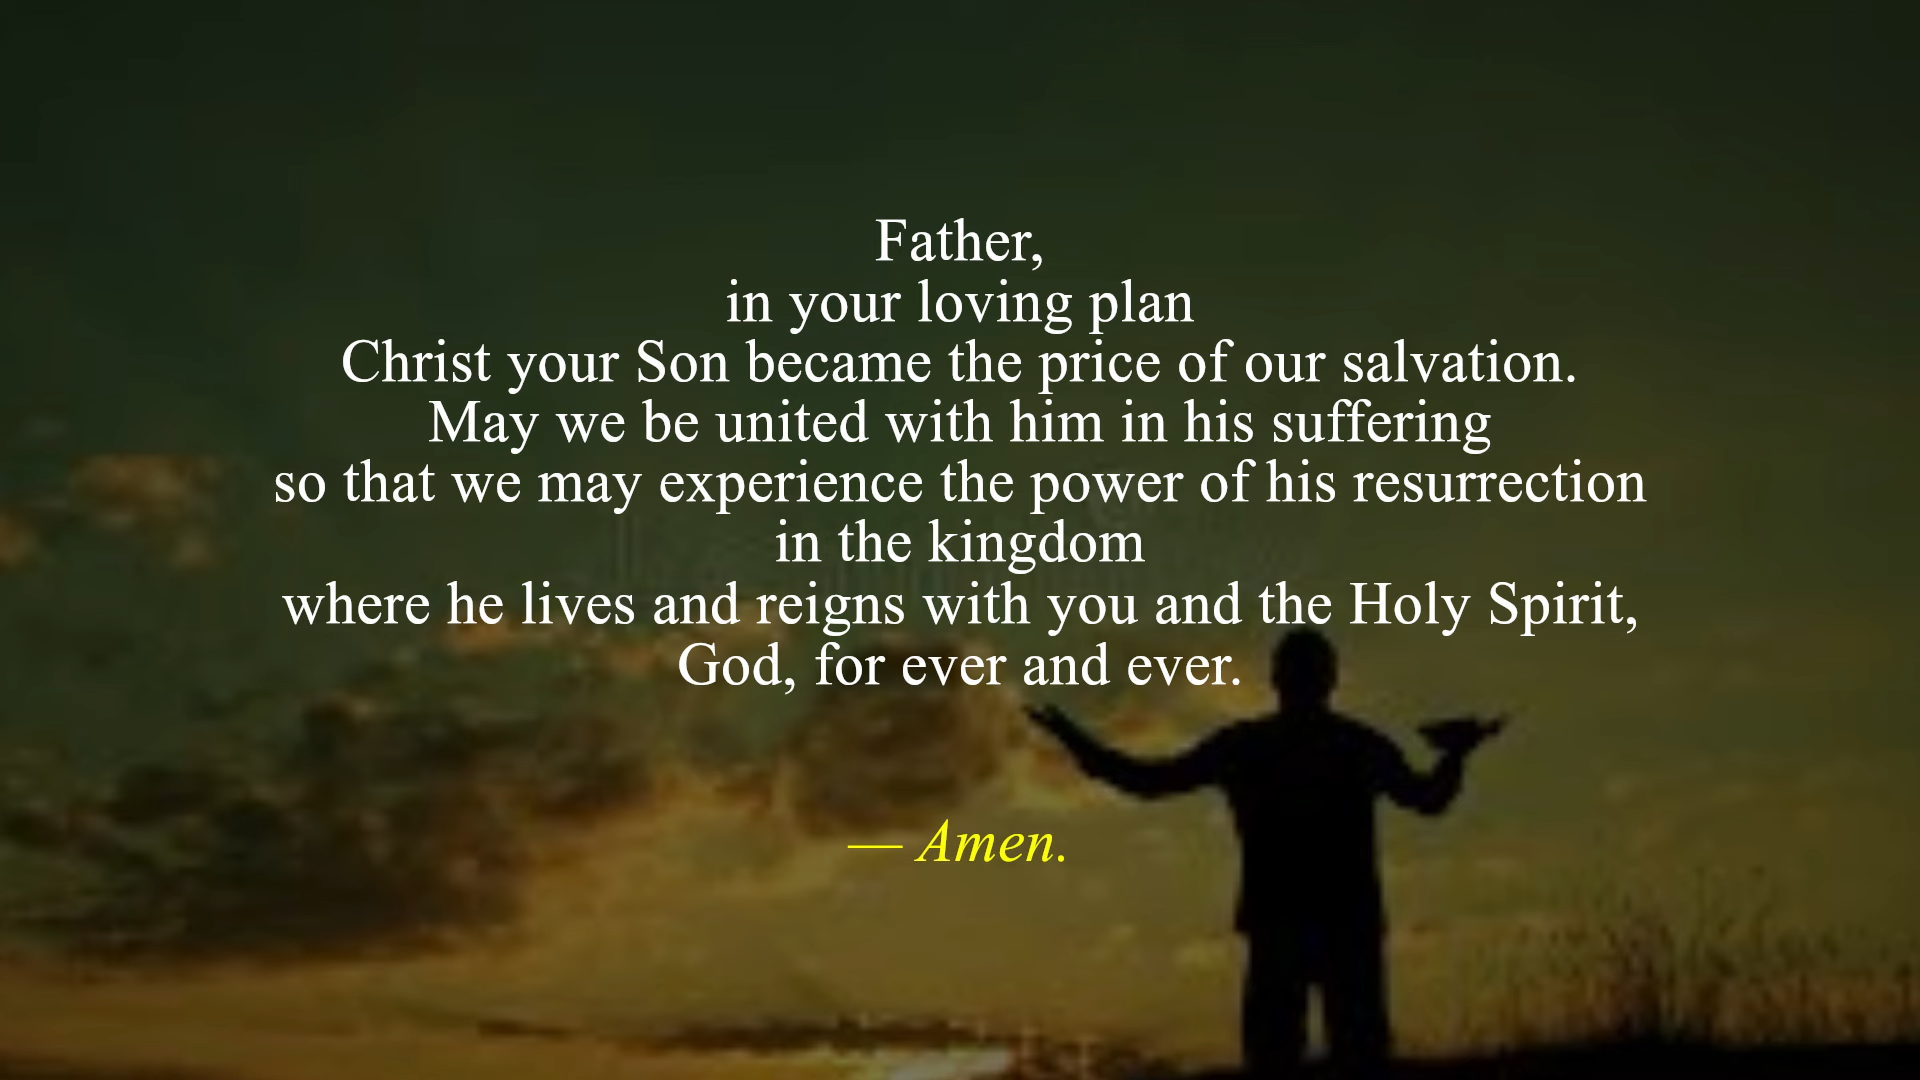 Father,
in your loving plan
Christ your Son became the price of our salvation.
May we be united with him in his suffering
so that we may experience the power of his resurrection
in the kingdom
where he lives and reigns with you and the Holy Spirit,
God, for ever and ever.
— Amen.